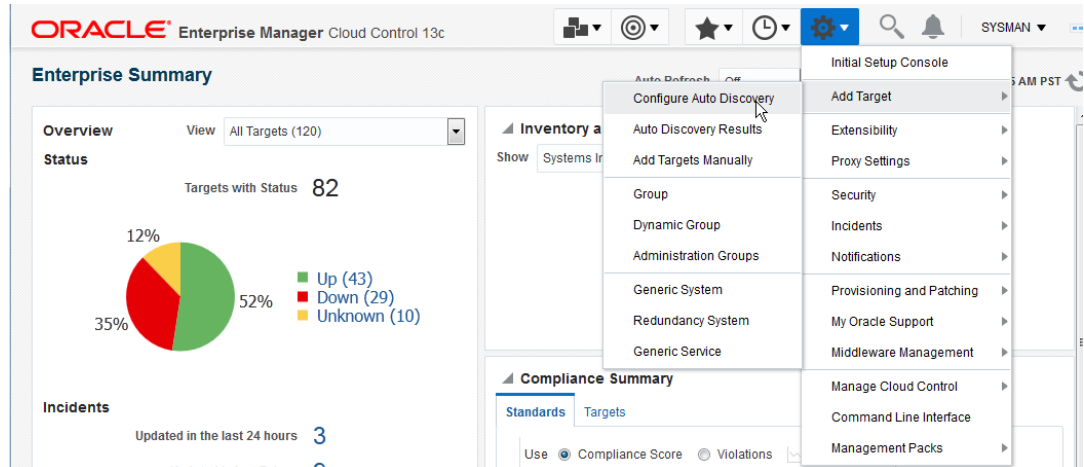 ORACLE Enterprise Manager Cloud Control 13c
SYSMAN
Enterprise Summary
Auto Refresh Off
5 AM PST
Initial Setup Console
Add Target
Extensibility
Proxy Settings
Security
Incidents
Notifications
Provisioning and Patching
My Oracle Support
Middleware Management
Manage Cloud Control
Command Line Interface
Management Packs
Configure Auto Discovery
Auto Discovery Results
Add Targets Manually
Group
Dynamic Group
Administration Groups
Generic System
Redundancy System
Generic Service
Overview
View All Targets (120)
Status
Targets with Status 82
12%
52%
35%
Up (43)
Down (29)
Unknown (10)
Incidents
Updated in the last 24 hours 3
Inventory a
Show Systems In
Compliance Summary
Standards Targets
Use Compliance Score Violations